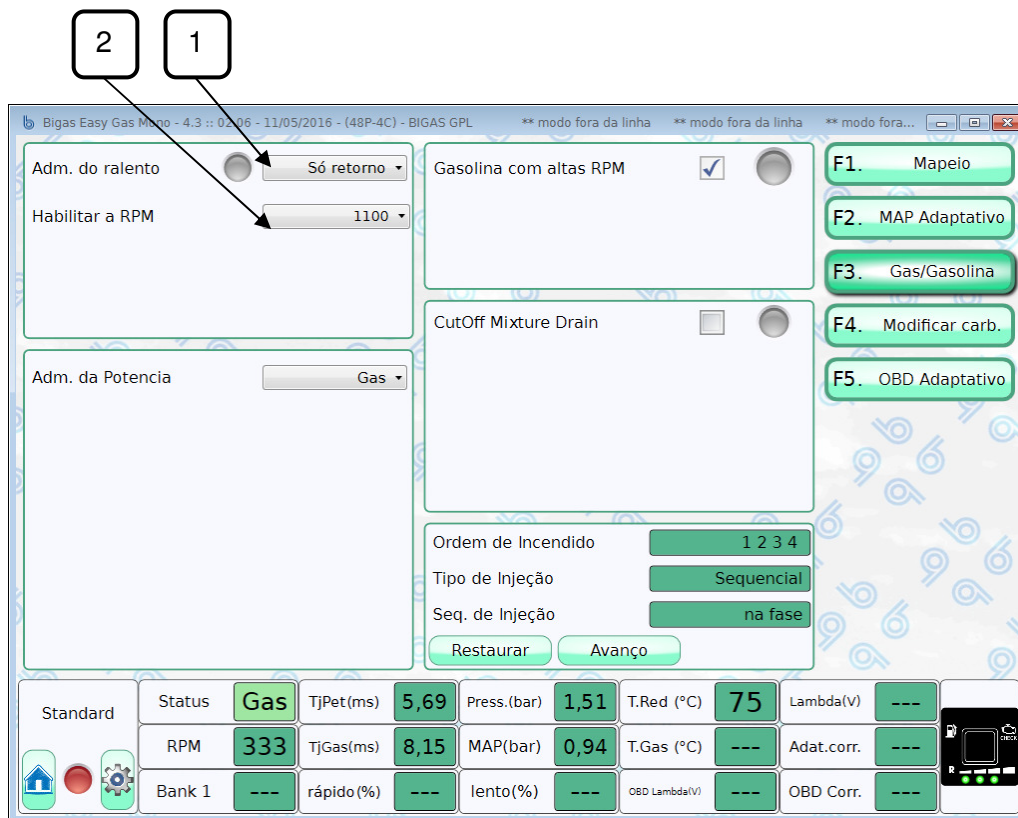 2 1
Bigas Easy Gas Mono - 4.3 :: 02.06 - 11/05/2016 - (48P-4C) - BIGAS GPL ** modo fora da linha ** modo fora da linha ** modo fora...
Adm. do ralento Só retorno
Habilitar a RPM 1100
Gasolina com altas RPM
CutOff Mixture Drain
Adm. da Potencia Gas
Ordem de Incendido 1 2 3 4
Tipo de Injeção Sequencial
Seq. de Injeção na fase
Restaurar Avanço
F1. Mapeio
F2. MAP Adaptativo
F3. Gas/Gasolina
F4. Modificar carb.
F5. OBD Adaptativo
Standard
Status Gas TjPet(ms) 5,69 Press.(bar) 1,51 T.Red (°C) 75 Lambda(V) ---
RPM 333 TjGas(ms) 8,15 MAP(bar) 0,94 T.Gas (°C) --- Adat.corr. ---
Bank 1 --- rápido(%) --- lento(%) --- OBD Lambda(V) --- OBD Corr. ---
CHECK
R